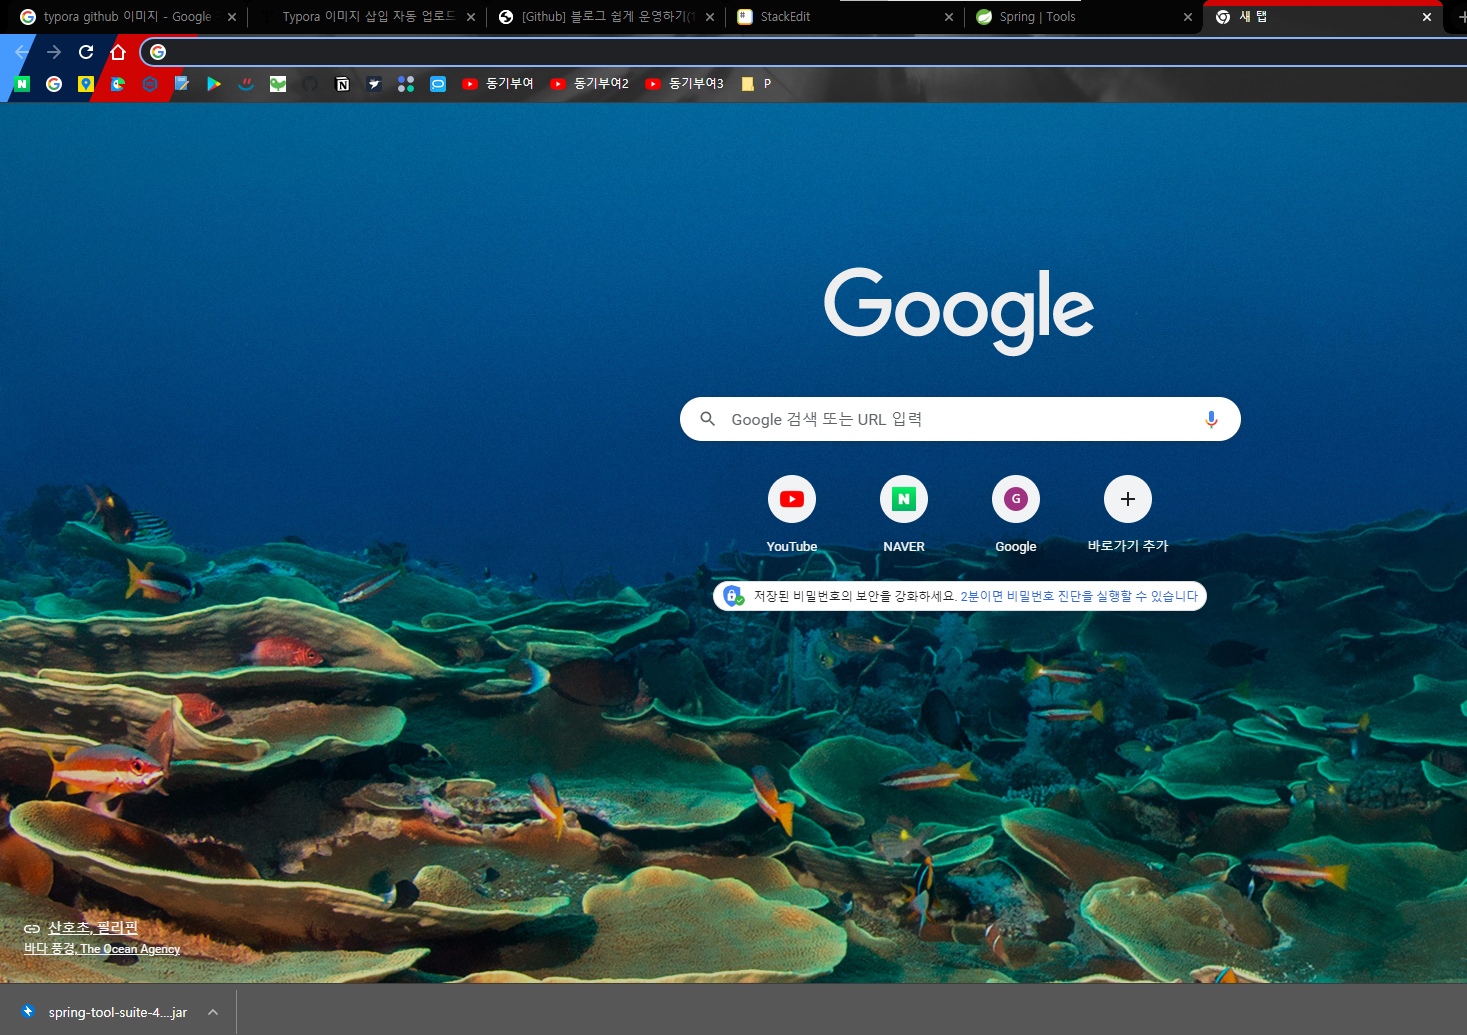 typora github 이미지 - Google
Typora 이미지 삽입 자동 업로드
[Github] 블로그 쉽게 운영하기(1
StackEdit
Spring | Tools
새 탭
동기부여
동기부여2
동기부여3
P
Google
Google 검색 또는 URL 입력
G
YouTube
NAVER
Google
바로가기 추가
저장된 비밀번호의 보안을 강화하세요. 2분이면 비밀번호 진단을 실행할 수 있습니다
산호초, 필리핀
바다 풍경, The Ocean Agency
spring-tool-suite-4....jar